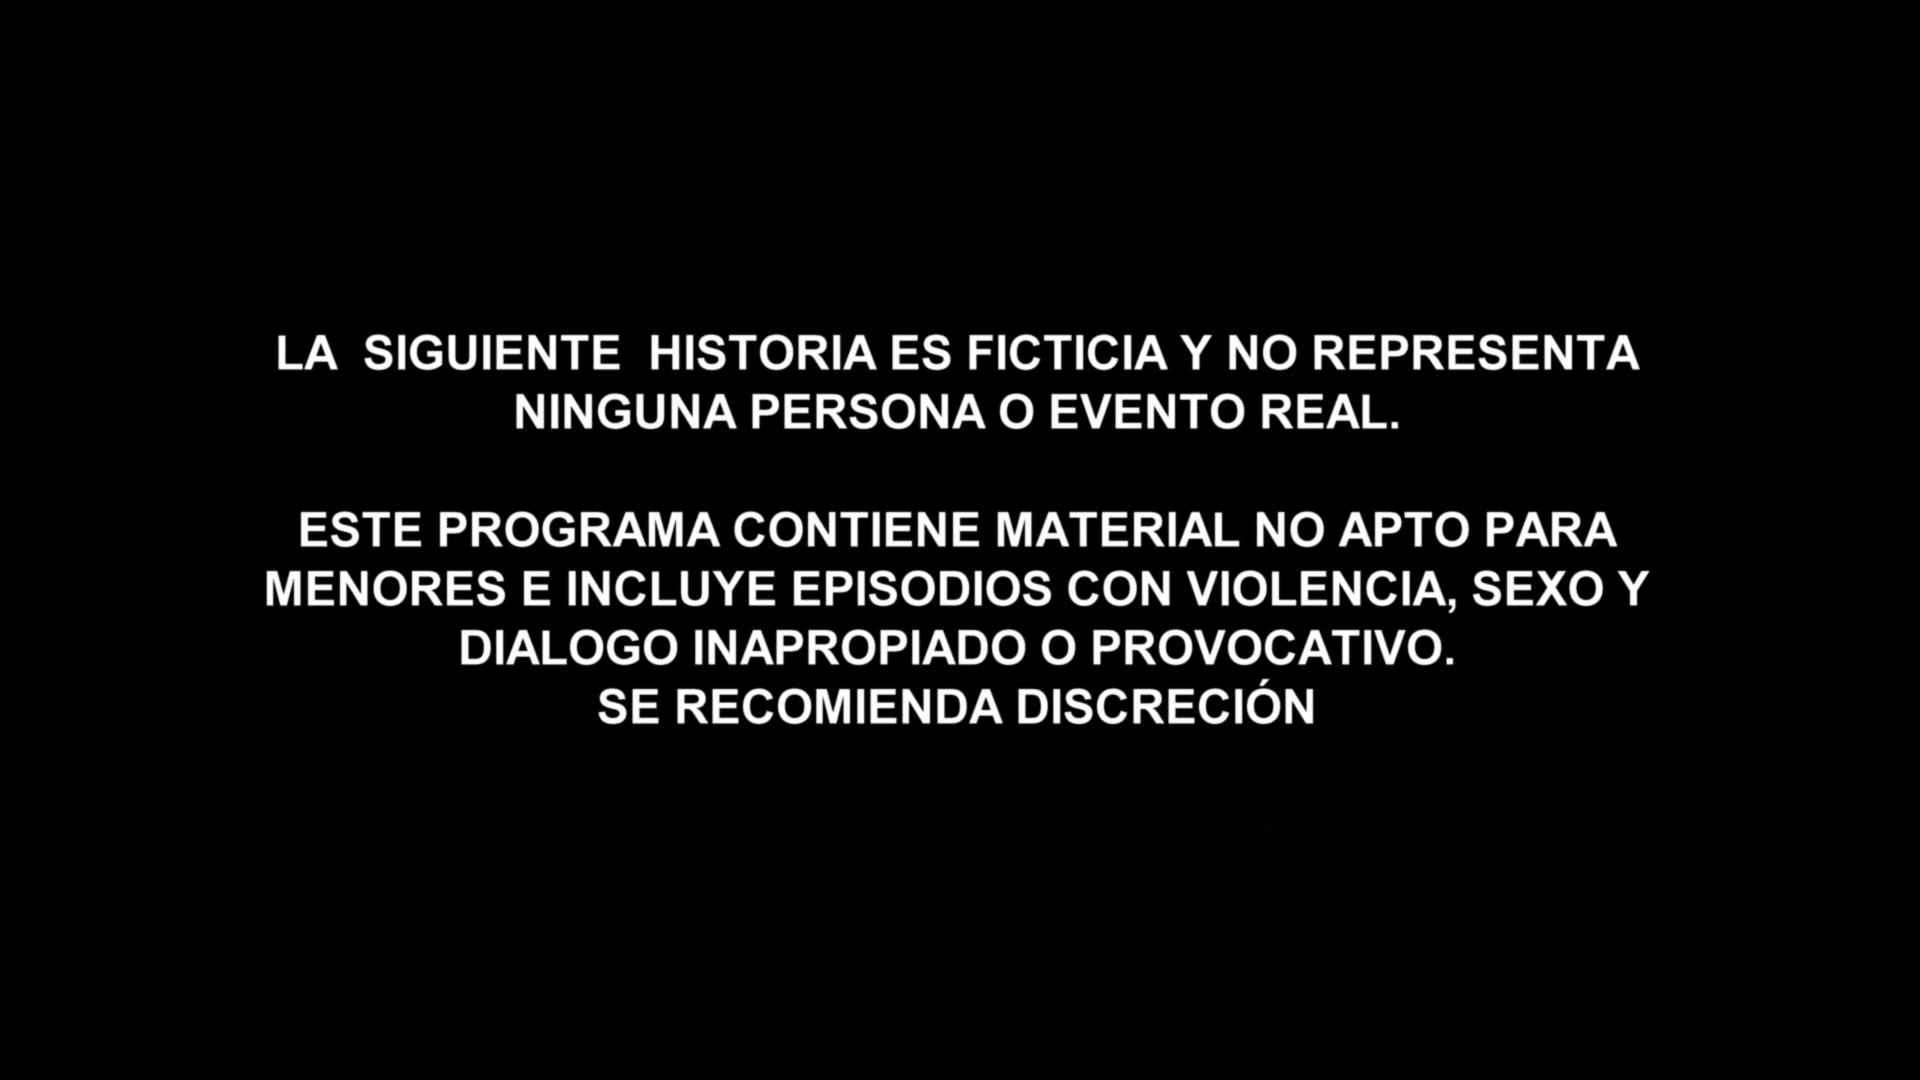 LA SIGUIENTE HISTORIA ES FICTICIA Y NO REPRESENTA
NINGUNA PERSONA O EVENTO REAL.
ESTE PROGRAMA CONTIENE MATERIAL NO APTO PARA
MENORES E INCLUYE EPISODIOS CON VIOLENCIA, SEXO Y
DIALOGO INAPROPIADO O PROVOCATIVO.
SE RECOMIENDA DISCRECIÓN